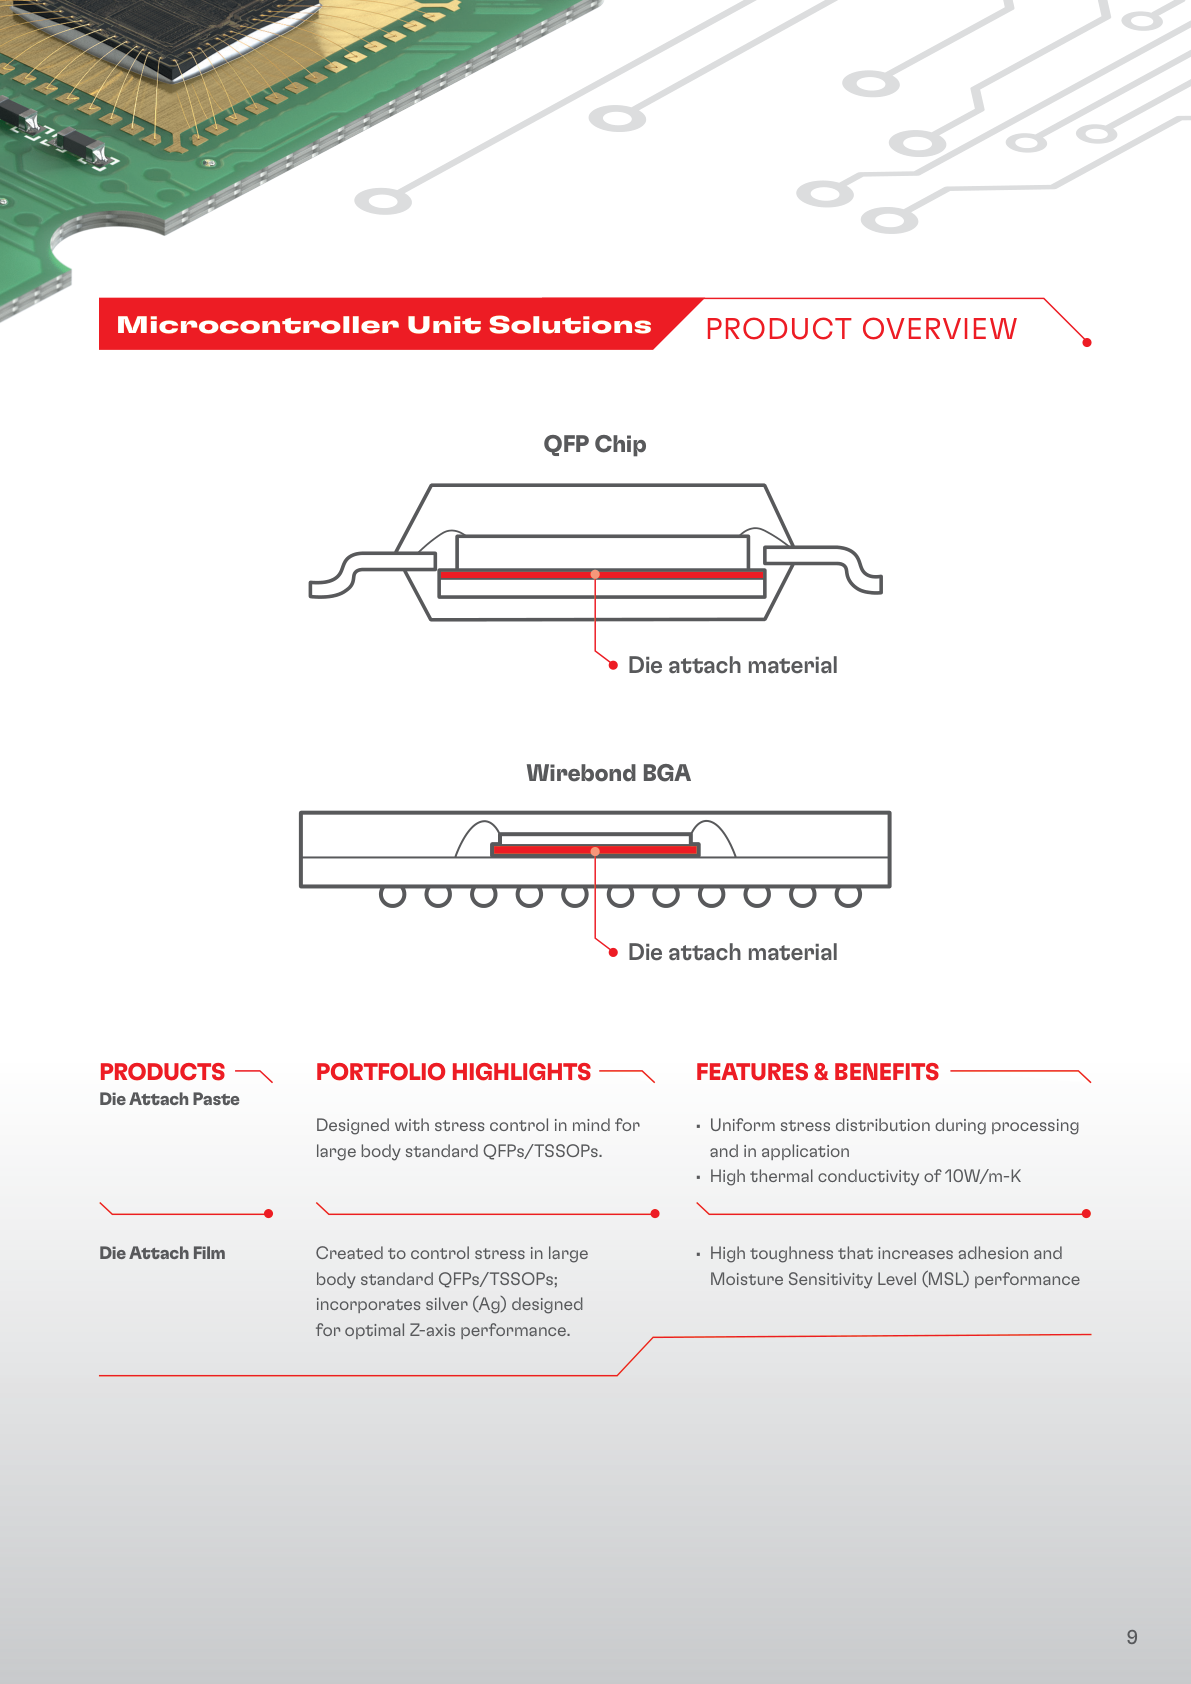 Microcontroller Unit Solutions PRODUCT OVERVIEW
QFP Chip
Die attach material
Wirebond BGA
Die attach material
PRODUCTS
Die Attach Paste
PORTFOLIO HIGHLIGHTS
Designed with stress control in mind for
large body standard QFPs/TSSOPs.
FEATURES & BENEFITS
• Uniform stress distribution during processing
and in application
• High thermal conductivity of 10W/m-K
Die Attach Film
Created to control stress in large
body standard QFPs/TSSOPs;
incorporates silver (Ag) designed
for optimal Z-axis performance.
• High toughness that increases adhesion and
Moisture Sensitivity Level (MSL) performance
9